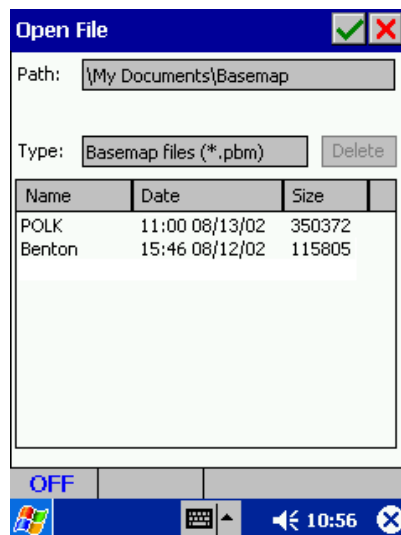 Open File
Path: \My Documents\Basemap
Type: Basemap files (*.pbm) Delete
Name Date Size
POLK 11:00 08/13/02 350372
Benton 15:46 08/12/02 115805
OFF
10:56